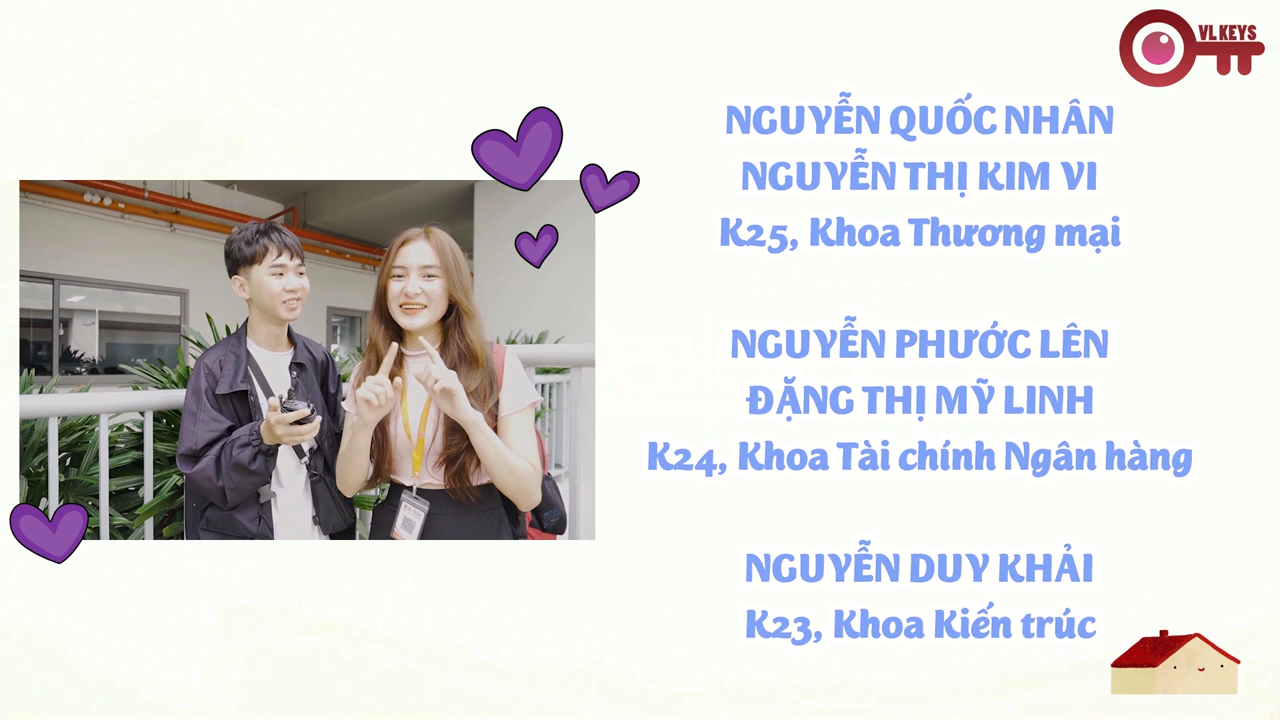 VL KEYS
NGUYỄN QUỐC NHÂN
NGUYỄN THỊ KIM VI
K25, Khoa Thương mại
NGUYỄN PHƯỚC LÊN
ĐẶNG THỊ MỸ LINH
K24, Khoa Tài chính Ngân hàng
NGUYỄN DUY KHẢI
K23, Khoa Kiến trúc